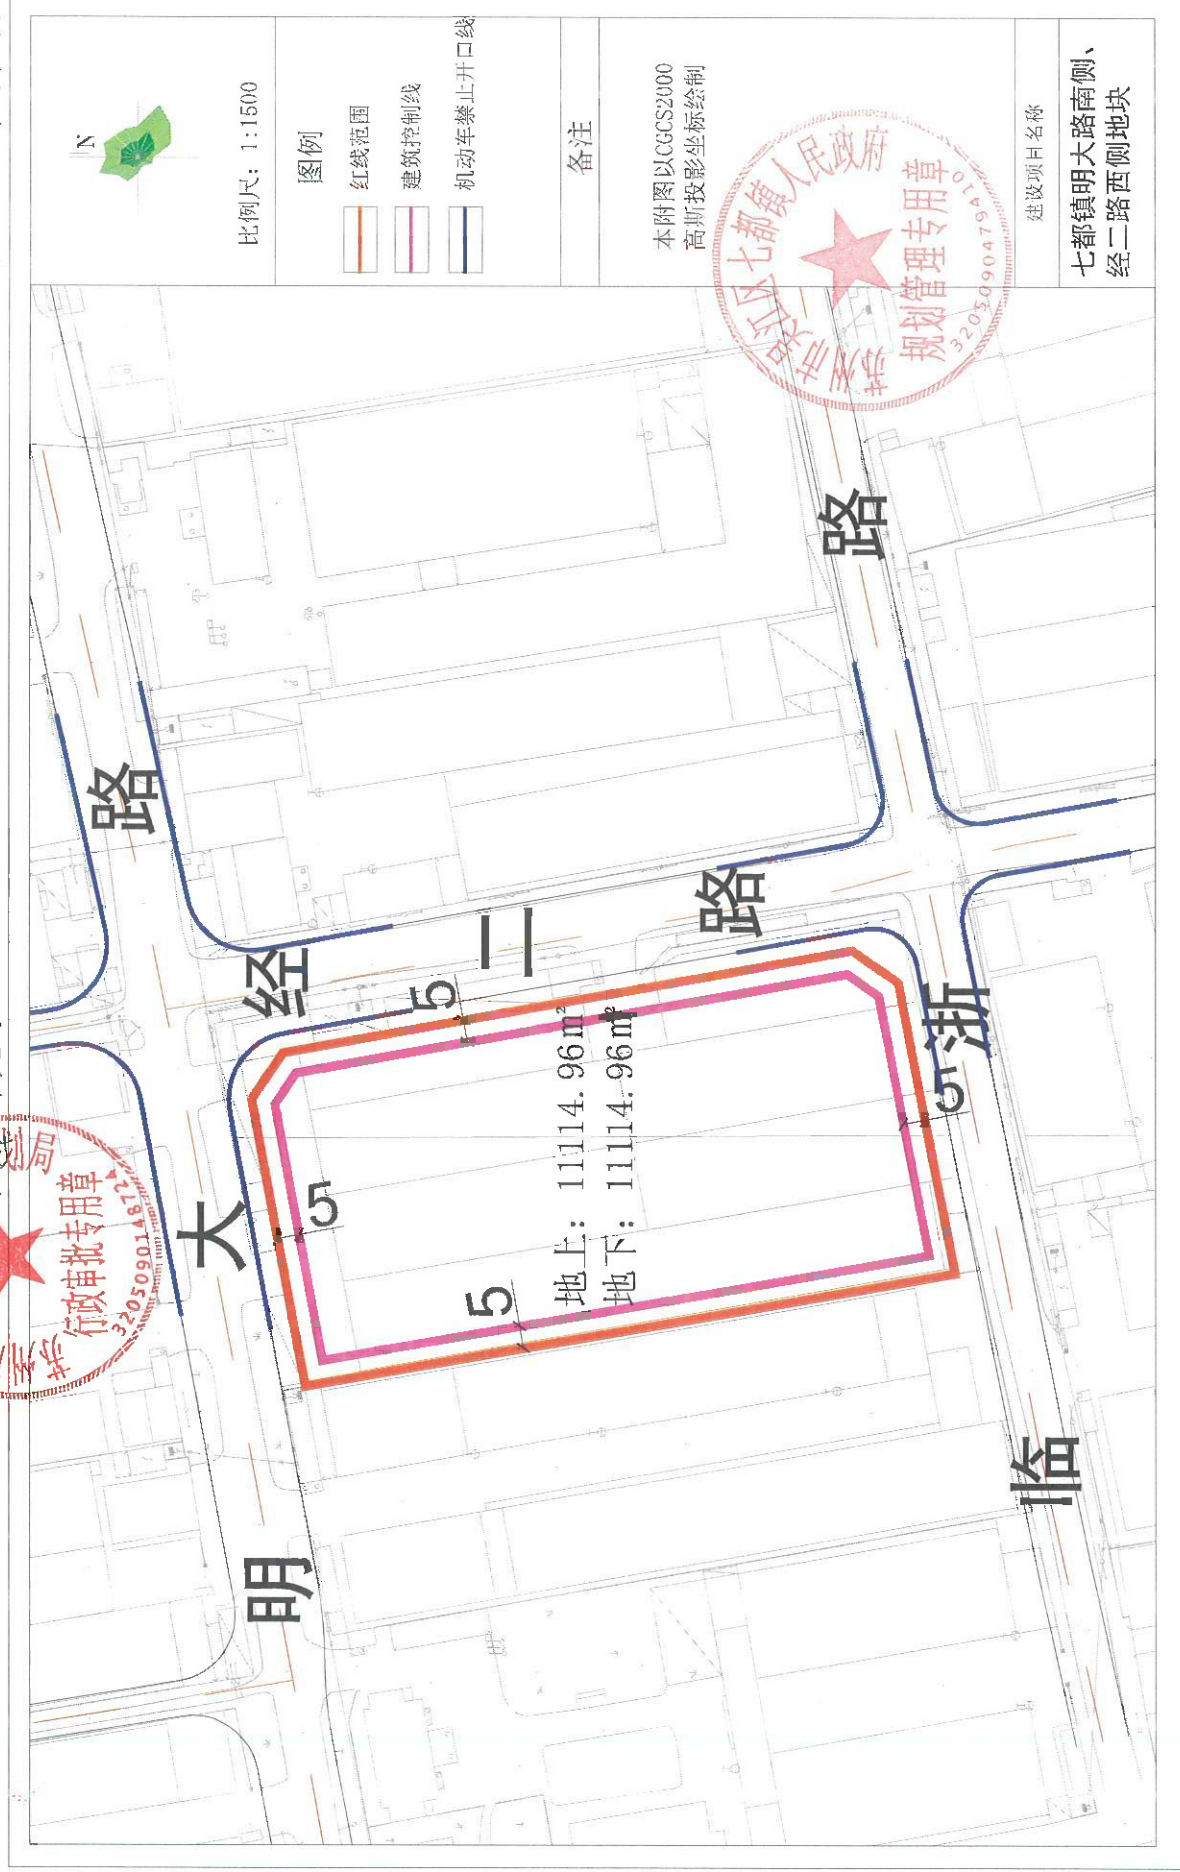 N
比例尺：1:1500
图例
红线范围
建筑控制线
机动车禁止开口线
备注
本附图以CGCS2000
高斯投影坐标绘制
建设项目名称
七都镇明大路南侧、
经二路西侧地块
苏州市吴江区七都镇人民政府
规划管理专用章
3205090479410
行政审批专用章
明大路
经二路
临浙路
5
5
5
5
地上：11114.96m²
地下：11114.96m²